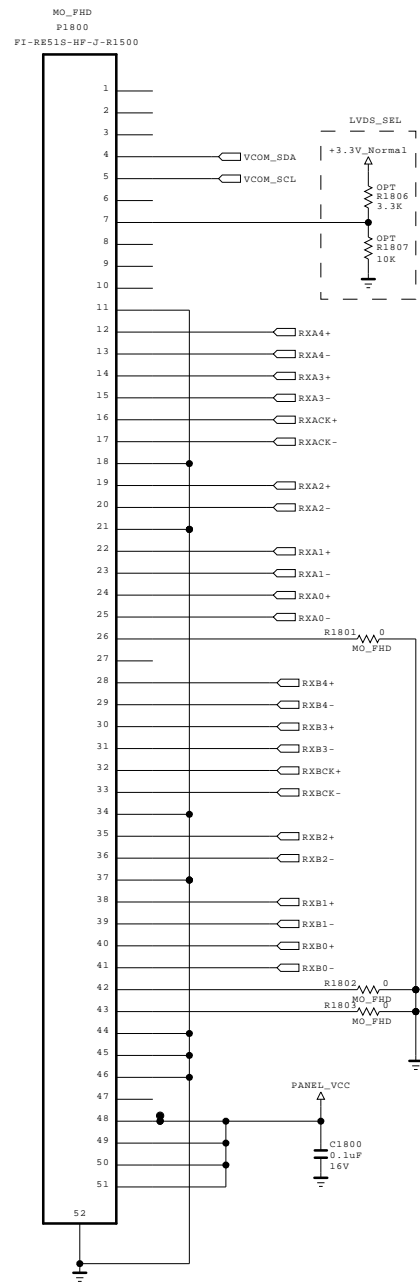 MO_FHD
P1800
FI-RE51S-HF-J-R1500
1
2
3
4 VCOM_SDA
5 VCOM_SCL
6
7
8
9
10
LVDS_SEL
+3.3V_Normal
OPT
R1806
3.3K
OPT
R1807
10K
11
12 RXA4+
13 RXA4-
14 RXA3+
15 RXA3-
16 RXACK+
17 RXACK-
18
19 RXA2+
20 RXA2-
21
22 RXA1+
23 RXA1-
24 RXA0+
25 RXA0-
26 R1801 0
MO_FHD
27
28 RXB4+
29 RXB4-
30 RXB3+
31 RXB3-
32 RXBCK+
33 RXBCK-
34
35 RXB2+
36 RXB2-
37
38 RXB1+
39 RXB1-
40 RXB0+
41 RXB0-
42 R1802 0
MO_FHD
43 R1803 0
MO_FHD
44
45
46
47
PANEL_VCC
48
49
50
51
C1800
0.1uF
16V
52